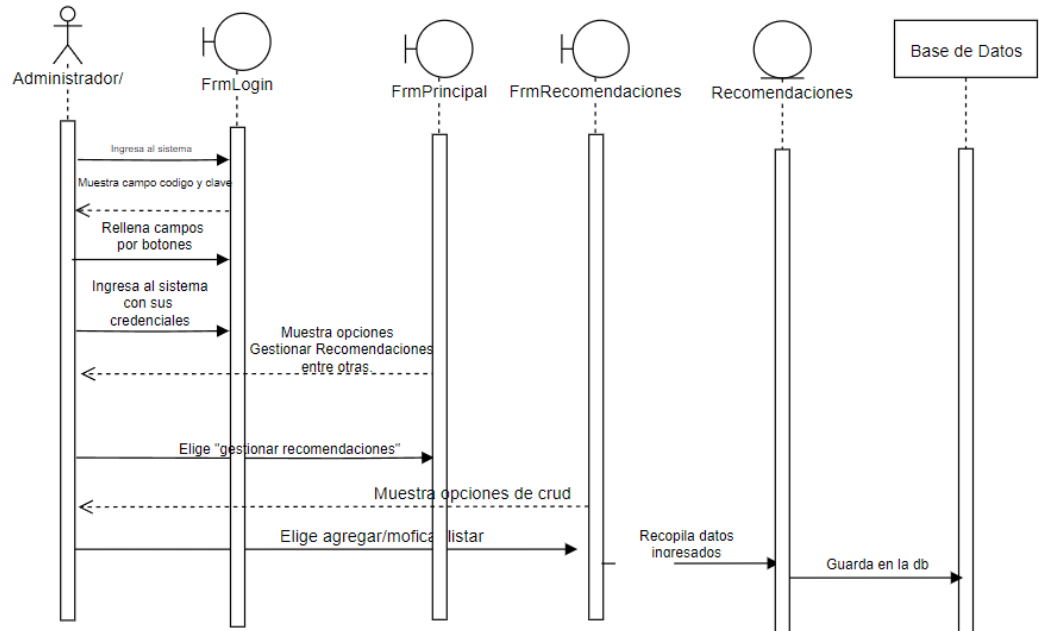 Administrador/
FrmLogin
FrmPrincipal
FrmRecomendaciones
Recomendaciones
Base de Datos
Ingresa al sistema
Muestra campo codigo y clave
Rellena campos
por botones
Ingresa al sistema
con sus
credenciales
Muestra opciones
Gestionar Recomendaciones
entre otras.
Elige "gestionar recomendaciones"
Muestra opciones de crud
Elige agregar/mofica/listar
Recopila datos
ingresados
Guarda en la db